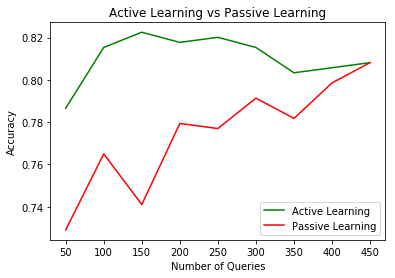 Active Learning vs Passive Learning
0.82
0.80
0.78
0.76
0.74
Accuracy
50 100 150 200 250 300 350 400 450
Number of Queries
Active Learning
Passive Learning